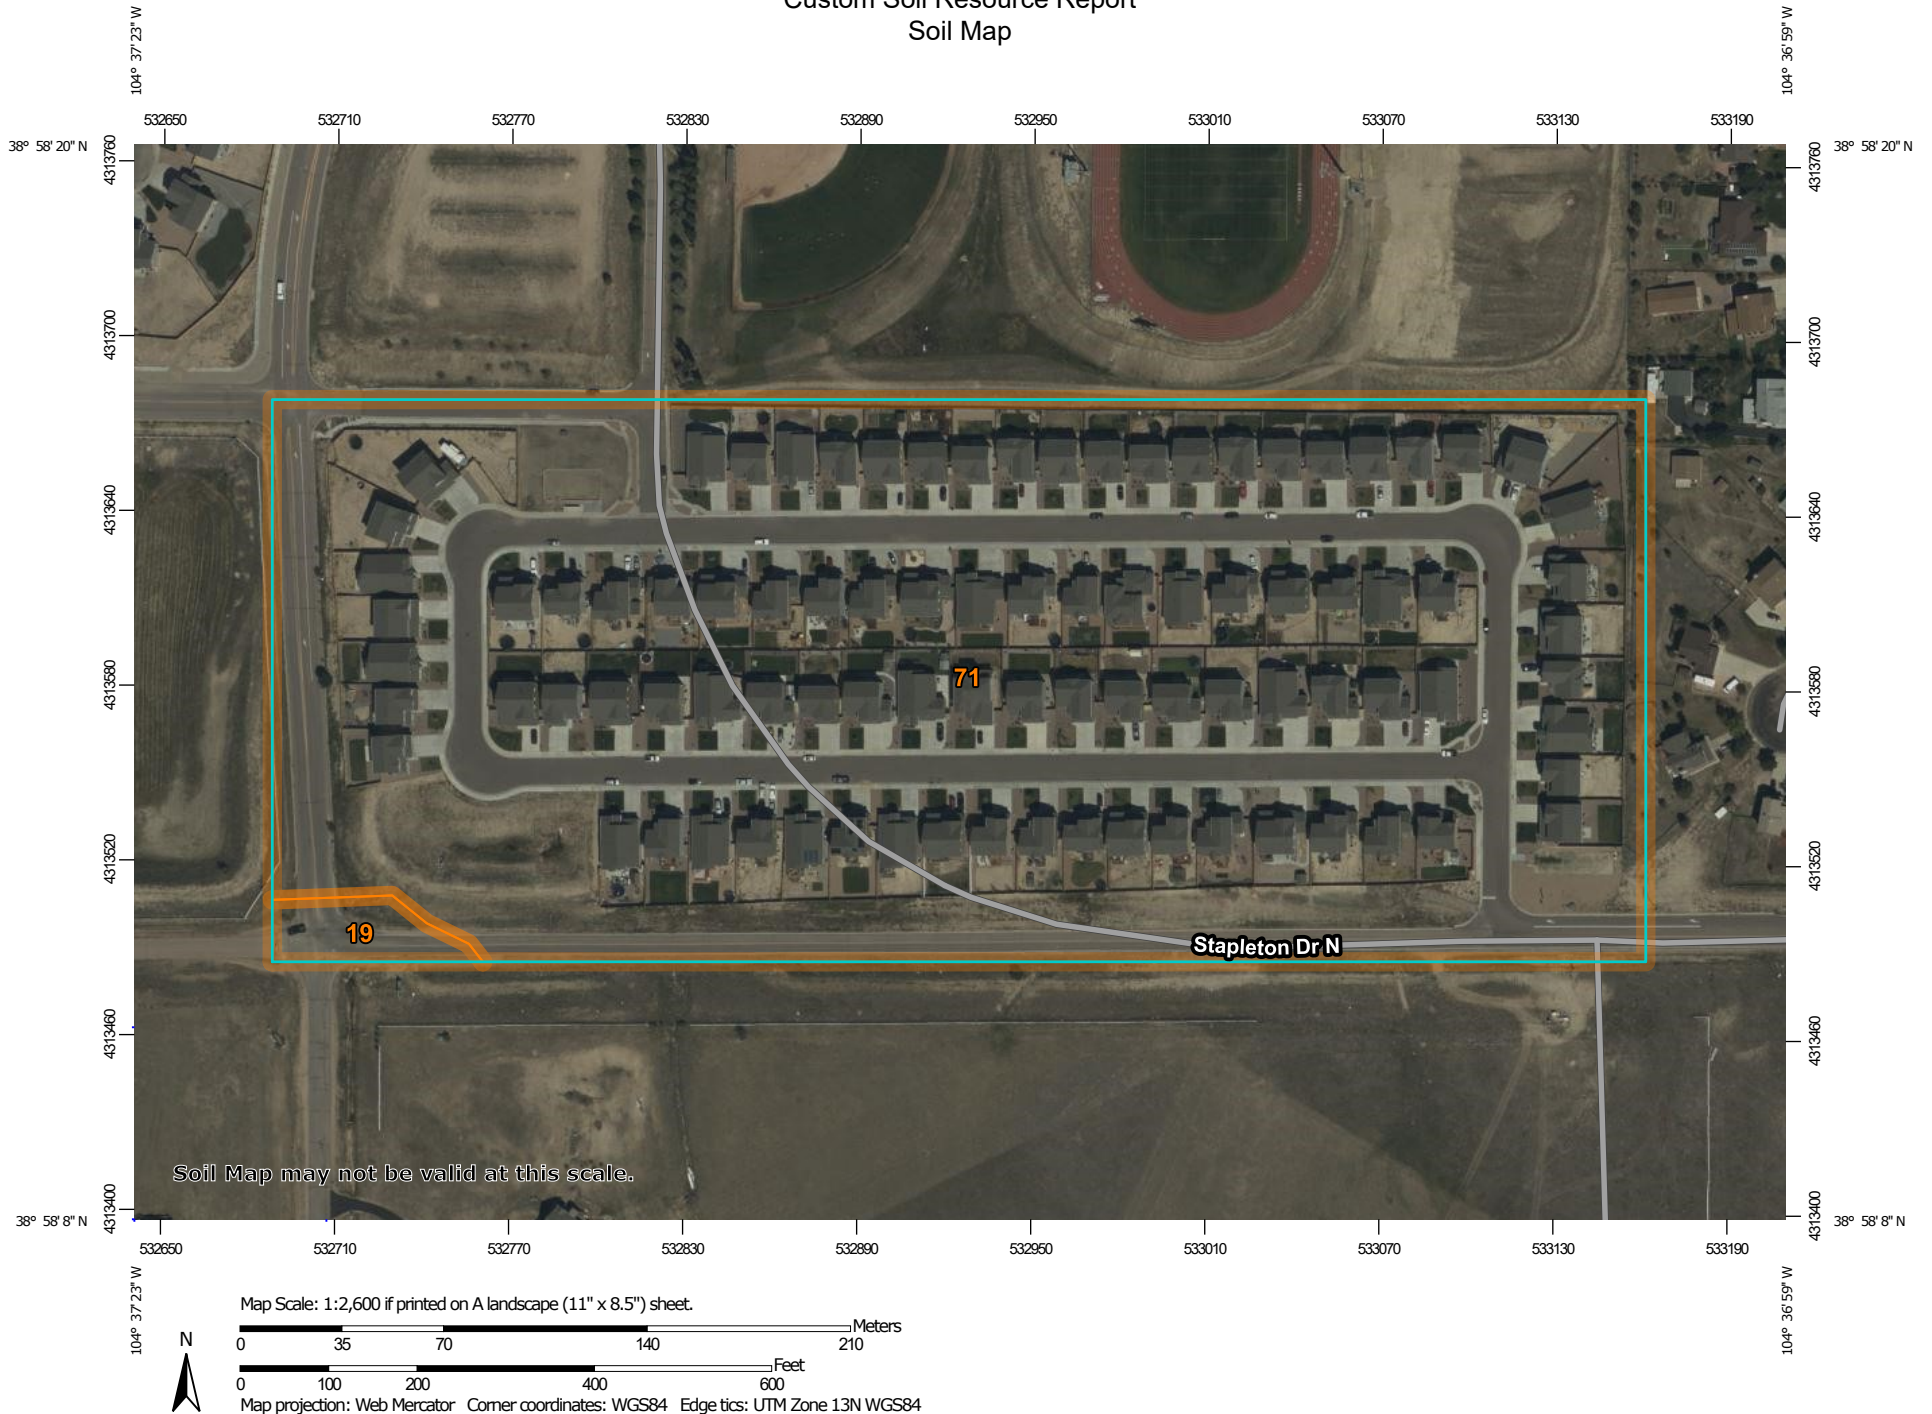 Custom Soil Resource Report
Soil Map
104° 37' 23" W
104° 36' 59" W
532650 532710 532770 532830 532890 532950 533010 533070 533130 533190
38° 58' 20" N
38° 58' 20" N
4313760
4313760
4313700
4313700
4313640
4313640
71
4313580
4313580
4313520
4313520
19
Stapleton Dr N
4313460
4313460
Soil Map may not be valid at this scale.
4313400
4313400
38° 58' 8" N
38° 58' 8" N
532650 532710 532770 532830 532890 532950 533010 533070 533130 533190
104° 37' 23" W
104° 36' 59" W
Map Scale: 1:2,600 if printed on A landscape (11" x 8.5") sheet.
Meters
N
0 35 70 140 210
Feet
0 100 200 400 600
Map projection: Web Mercator Corner coordinates: WGS84 Edge tics: UTM Zone 13N WGS84